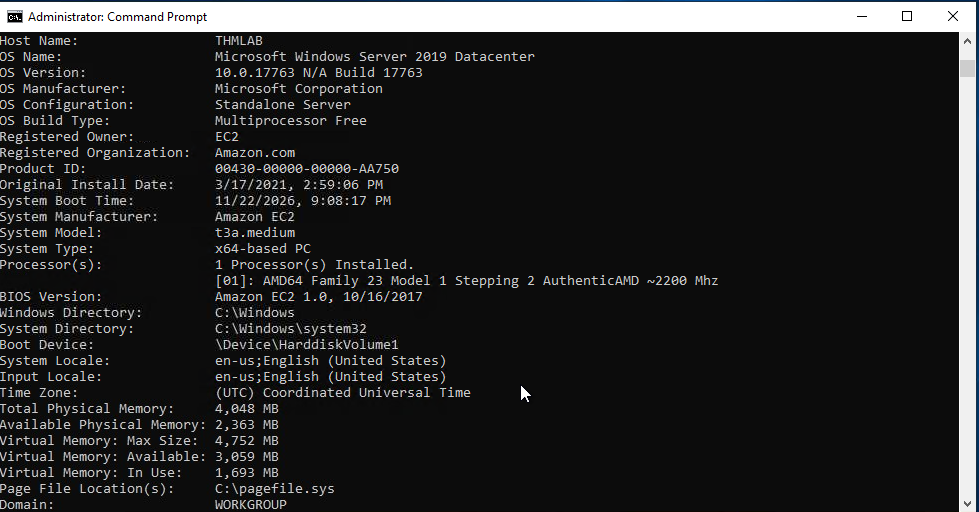 Administrator: Command Prompt
Host Name: THMLAB
OS Name: Microsoft Windows Server 2019 Datacenter
OS Version: 10.0.17763 N/A Build 17763
OS Manufacturer: Microsoft Corporation
OS Configuration: Standalone Server
OS Build Type: Multiprocessor Free
Registered Owner: EC2
Registered Organization: Amazon.com
Product ID: 00430-00000-00000-AA750
Original Install Date: 3/17/2021, 2:59:06 PM
System Boot Time: 11/22/2026, 9:08:17 PM
System Manufacturer: Amazon EC2
System Model: t3a.medium
System Type: x64-based PC
Processor(s): 1 Processor(s) Installed.
[01]: AMD64 Family 23 Model 1 Stepping 2 AuthenticAMD ~2200 Mhz
BIOS Version: Amazon EC2 1.0, 10/16/2017
Windows Directory: C:\Windows
System Directory: C:\Windows\system32
Boot Device: \Device\HarddiskVolume1
System Locale: en-us;English (United States)
Input Locale: en-us;English (United States)
Time Zone: (UTC) Coordinated Universal Time
Total Physical Memory: 4,048 MB
Available Physical Memory: 2,363 MB
Virtual Memory: Max Size: 4,752 MB
Virtual Memory: Available: 3,059 MB
Virtual Memory: In Use: 1,693 MB
Page File Location(s): C:\pagefile.sys
Domain: WORKGROUP